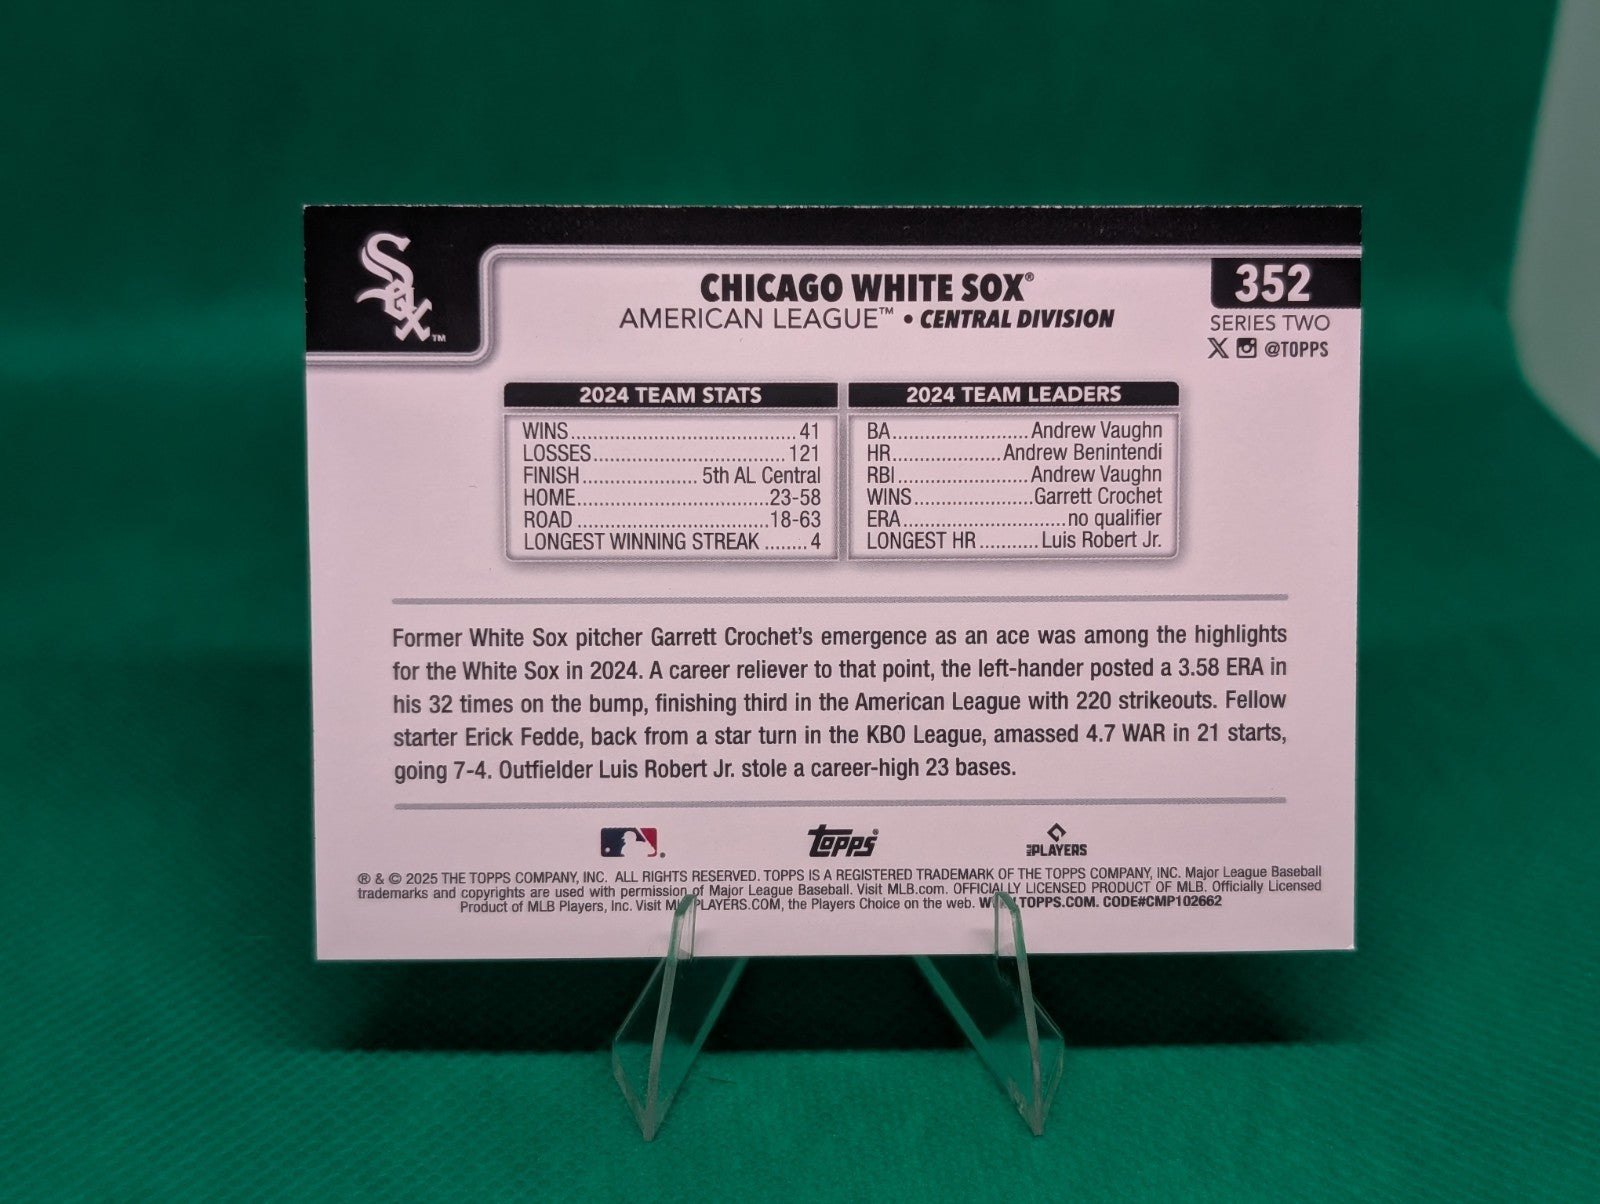 Sox™
CHICAGO WHITE SOX®
AMERICAN LEAGUE™ • CENTRAL DIVISION
352
SERIES TWO
X @TOPPS
2024 TEAM STATS
WINS 41
LOSSES 121
FINISH 5th AL Central
HOME 23-58
ROAD 18-63
LONGEST WINNING STREAK 4
2024 TEAM LEADERS
BA Andrew Vaughn
HR Andrew Benintendi
RBI Andrew Vaughn
WINS Garrett Crochet
ERA no qualifier
LONGEST HR Luis Robert Jr.
Former White Sox pitcher Garrett Crochet's emergence as an ace was among the highlights
for the White Sox in 2024. A career reliever to that point, the left-hander posted a 3.58 ERA in
his 32 times on the bump, finishing third in the American League with 220 strikeouts. Fellow
starter Erick Fedde, back from a star turn in the KBO League, amassed 4.7 WAR in 21 starts,
going 7-4. Outfielder Luis Robert Jr. stole a career-high 23 bases.
Topps®
MLB PLAYERS
® & © 2025 THE TOPPS COMPANY, INC. ALL RIGHTS RESERVED. TOPPS IS A REGISTERED TRADEMARK OF THE TOPPS COMPANY, INC. Major League Baseball
trademarks and copyrights are used with permission of Major League Baseball. Visit MLB.com. OFFICIALLY LICENSED PRODUCT OF MLB. Officially Licensed
Product of MLB Players, Inc. Visit MLBPLAYERS.COM, the Players Choice on the web. WWW.TOPPS.COM. CODE#CMP102662